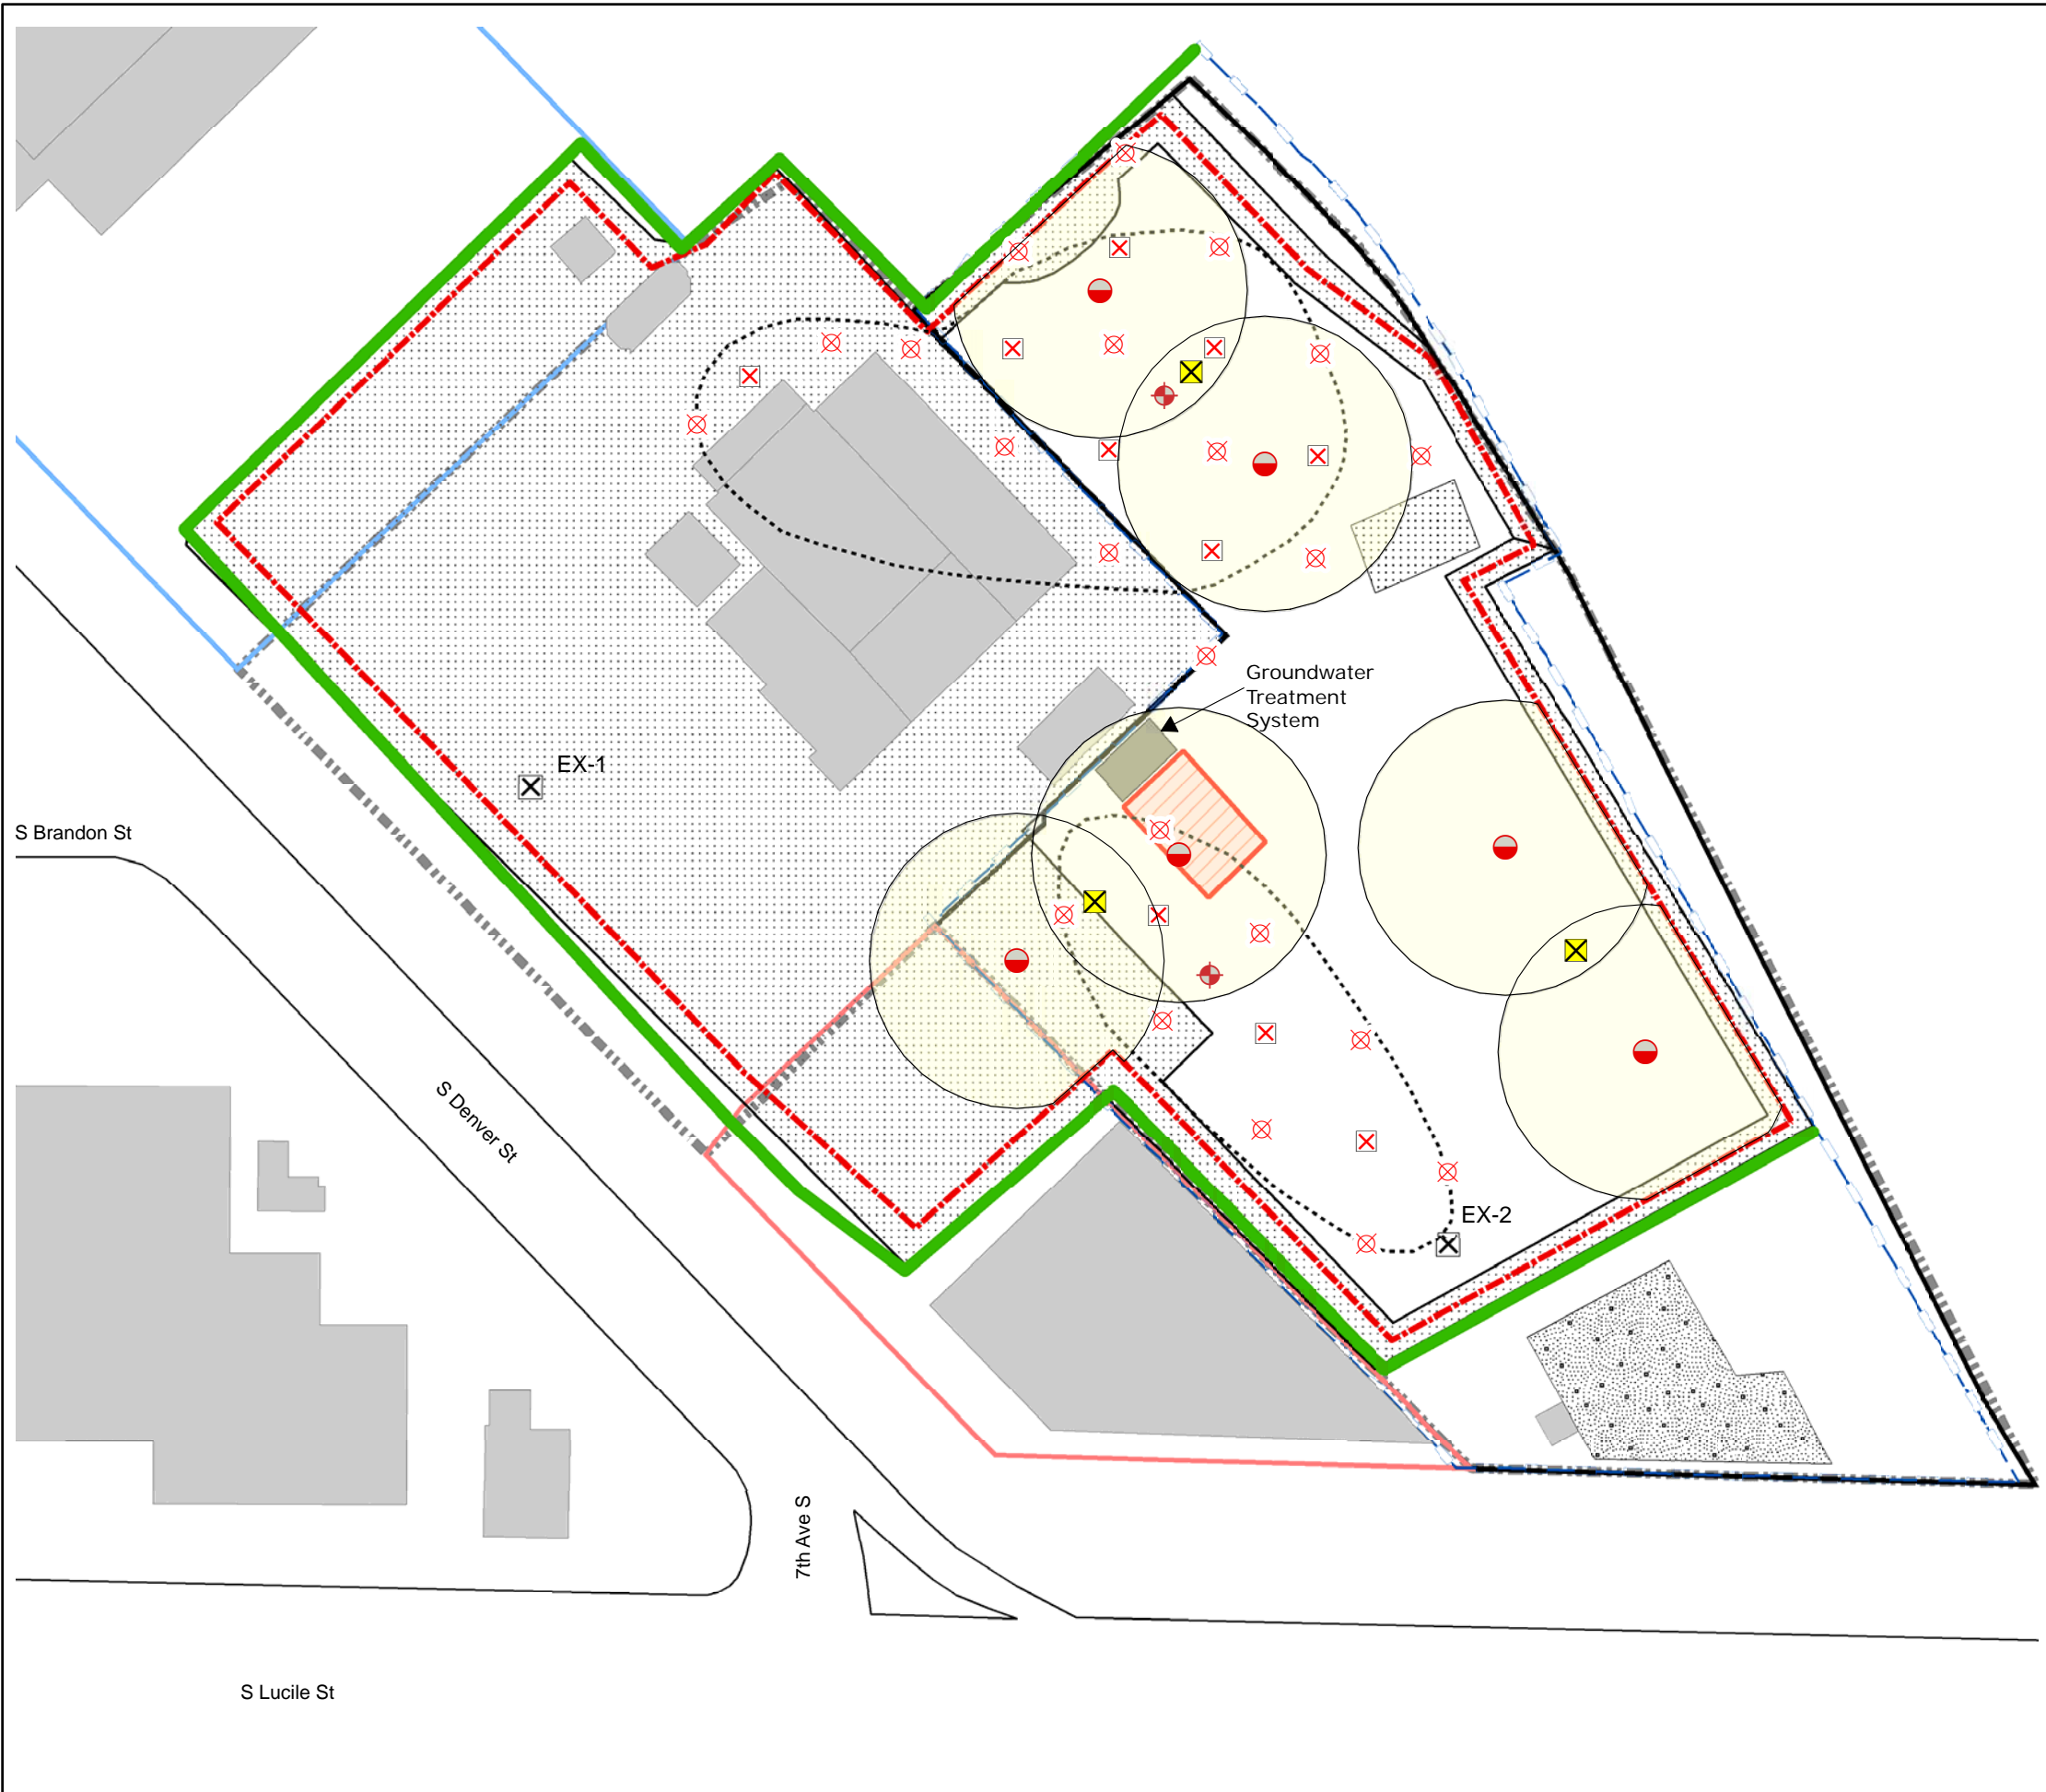 Groundwater
Treatment
System
EX-1
S Brandon St
S Denver St
EX-2
7th Ave S
S Lucile St